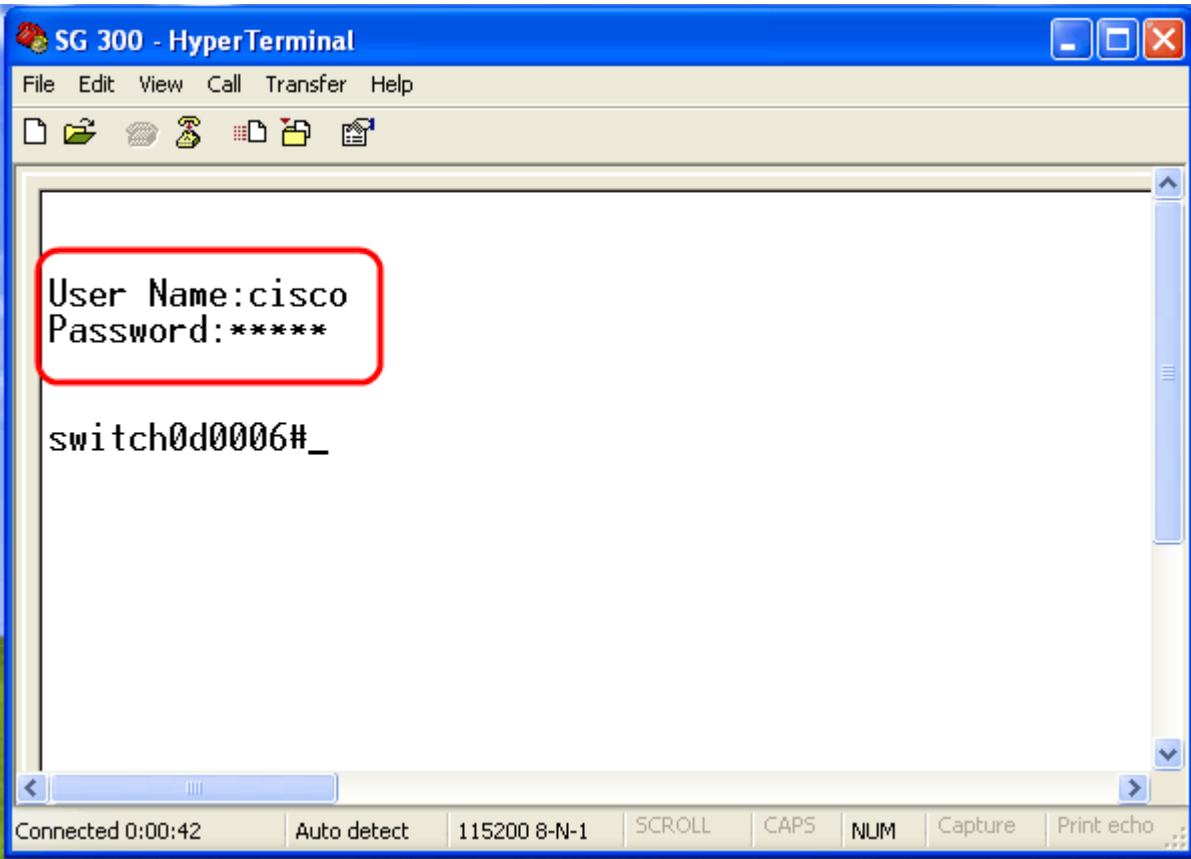 SG 300 - HyperTerminal
File Edit View Call Transfer Help
User Name:cisco
Password:*****
switch0d0006#_
Connected 0:00:42 Auto detect 115200 8-N-1 SCROLL CAPS NUM Capture Print echo